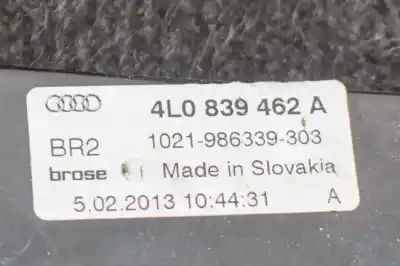 4L0 839 462 A
BR2 1021-986339-303
brose Made in Slovakia
5.02.2013 10:44:31 A